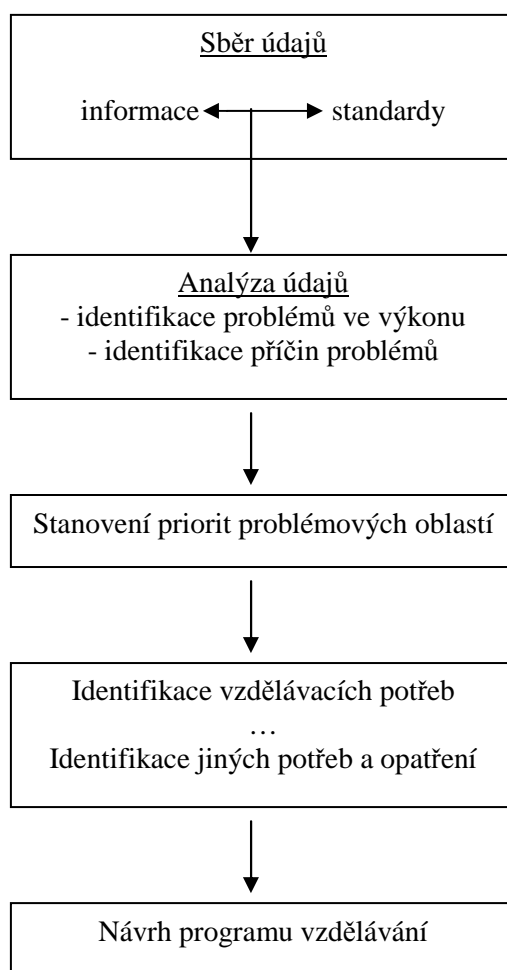 Sběr údajů
informace standardy
Analýza údajů
- identifikace problémů ve výkonu
- identifikace příčin problémů
Stanovení priorit problémových oblastí
Identifikace vzdělávacích potřeb
…
Identifikace jiných potřeb a opatření
Návrh programu vzdělávání